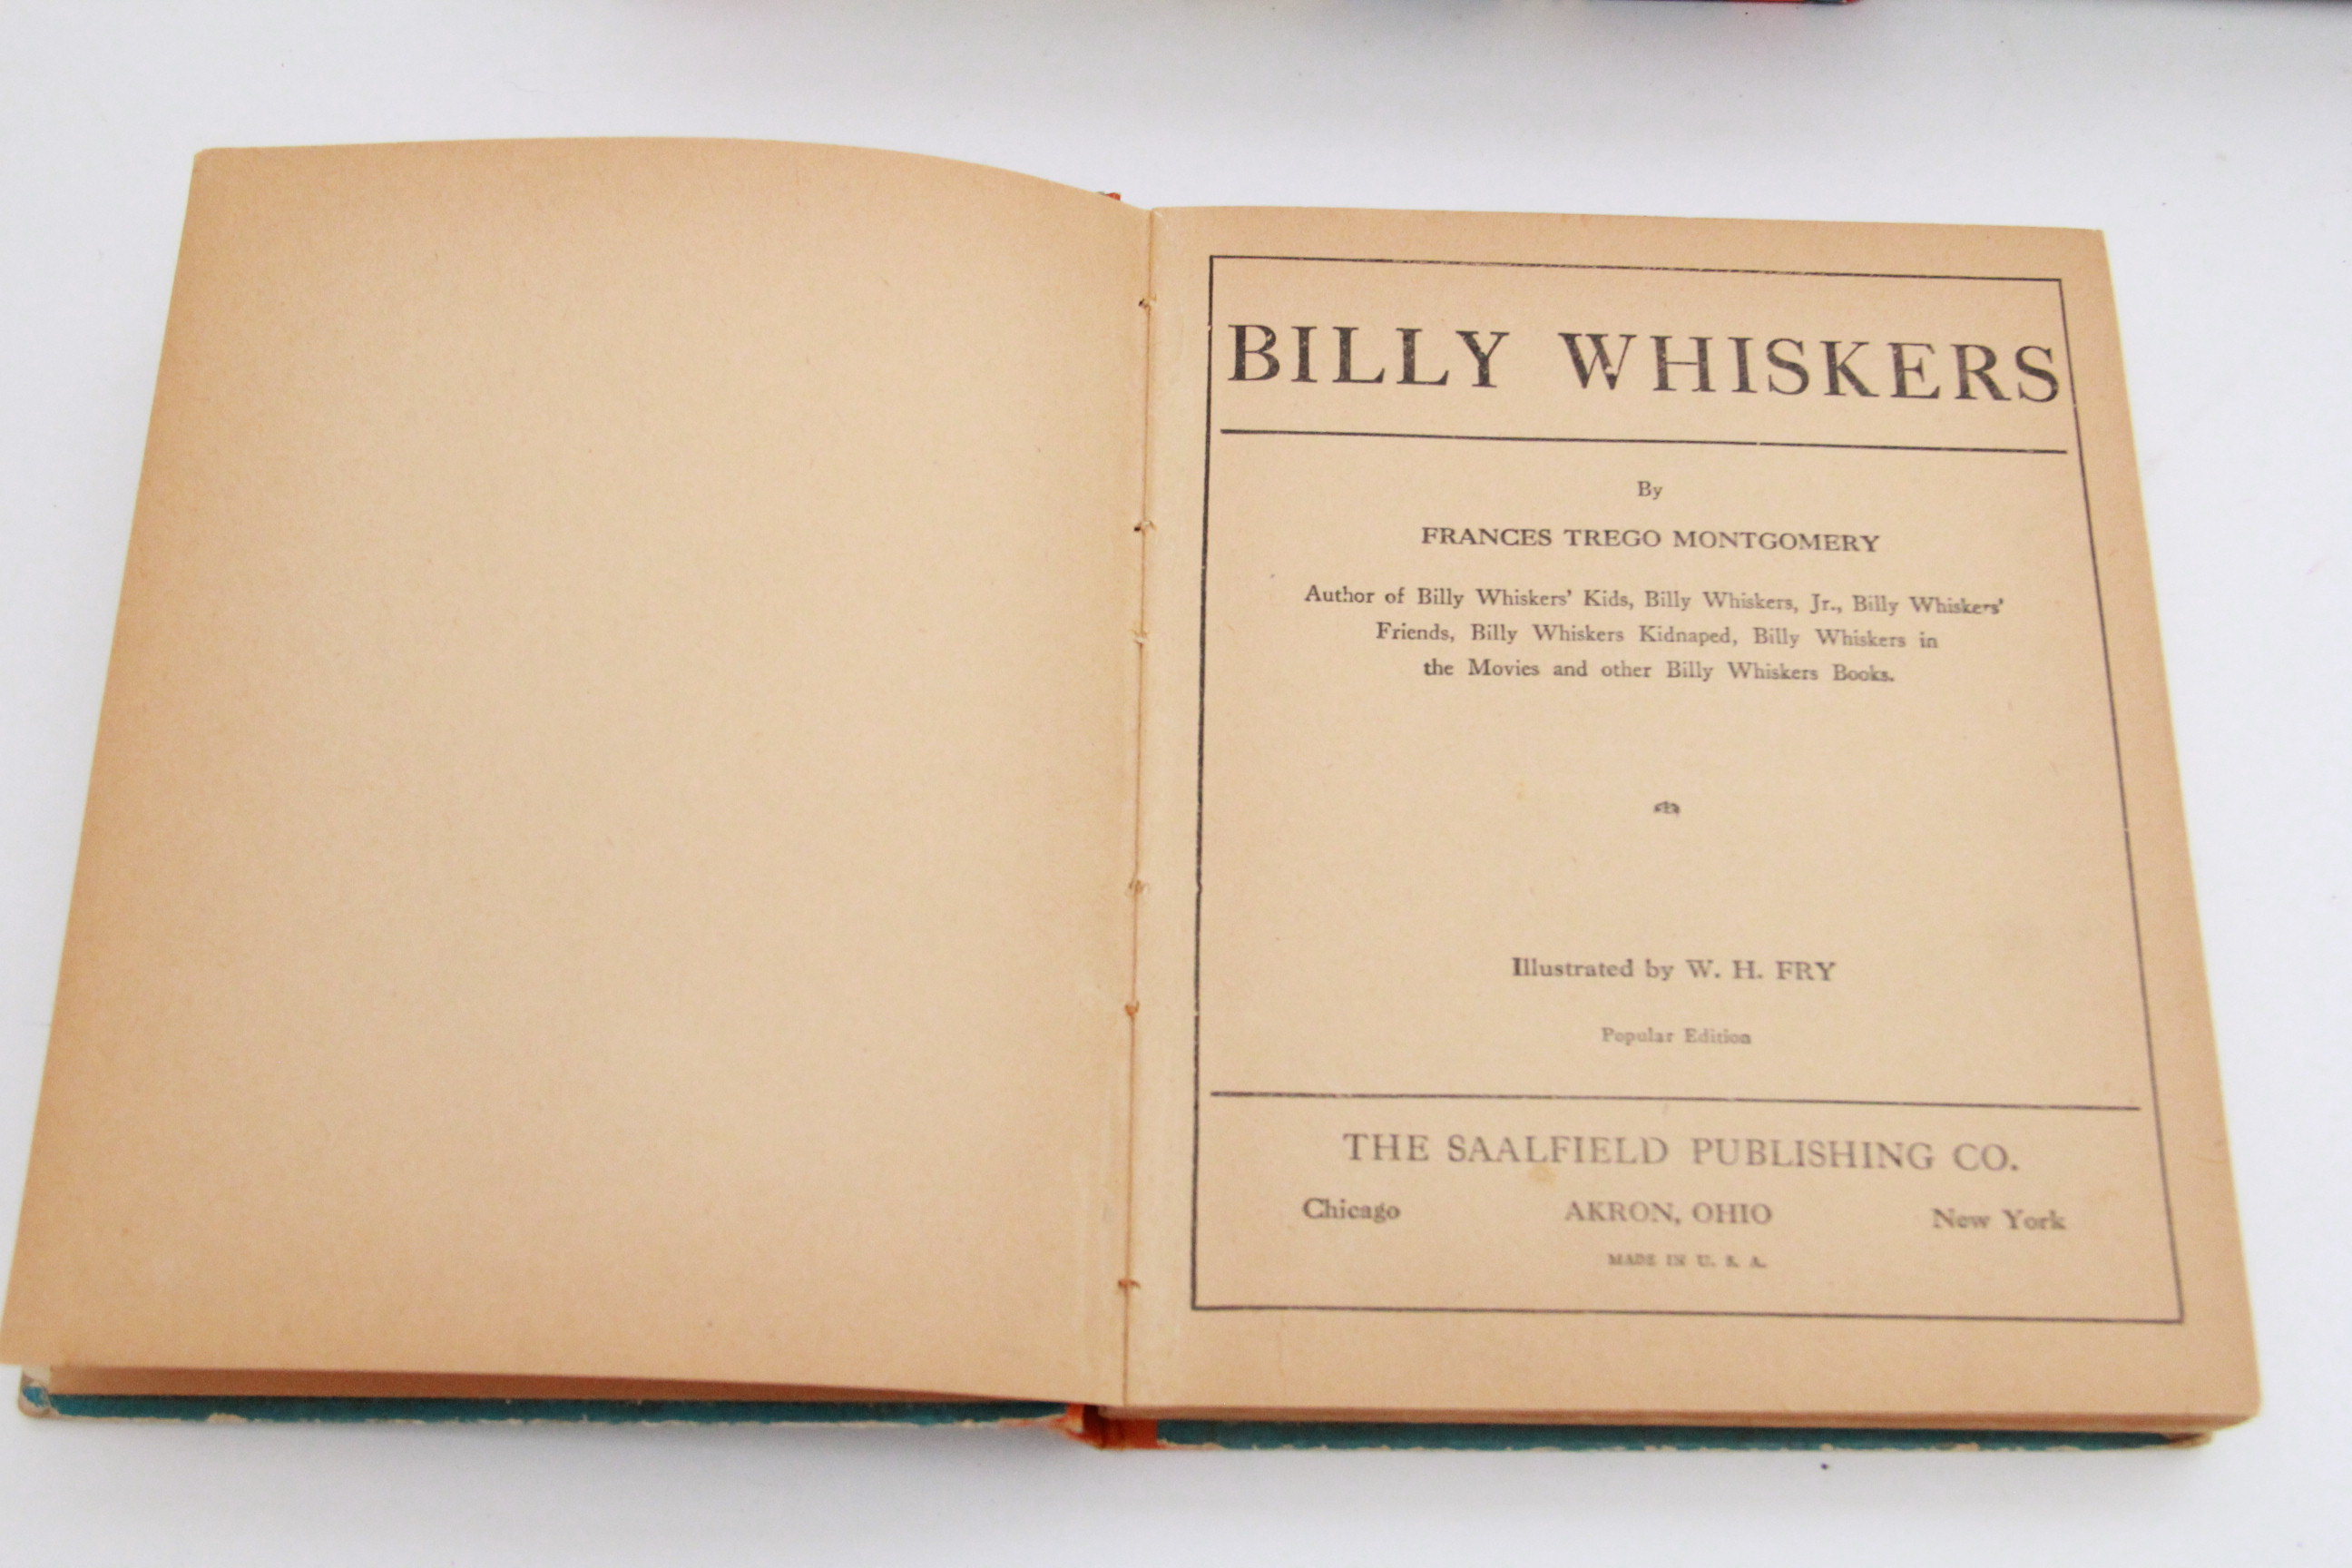 BILLY WHISKERS
By
FRANCES TREGO MONTGOMERY
Author of Billy Whiskers' Kids, Billy Whiskers, Jr., Billy Whiskers'
Friends, Billy Whiskers Kidnaped, Billy Whiskers in
the Movies and other Billy Whiskers Books.
Illustrated by W. H. FRY
Popular Edition
THE SAALFIELD PUBLISHING CO.
Chicago AKRON, OHIO New York
MADE IN U. S. A.